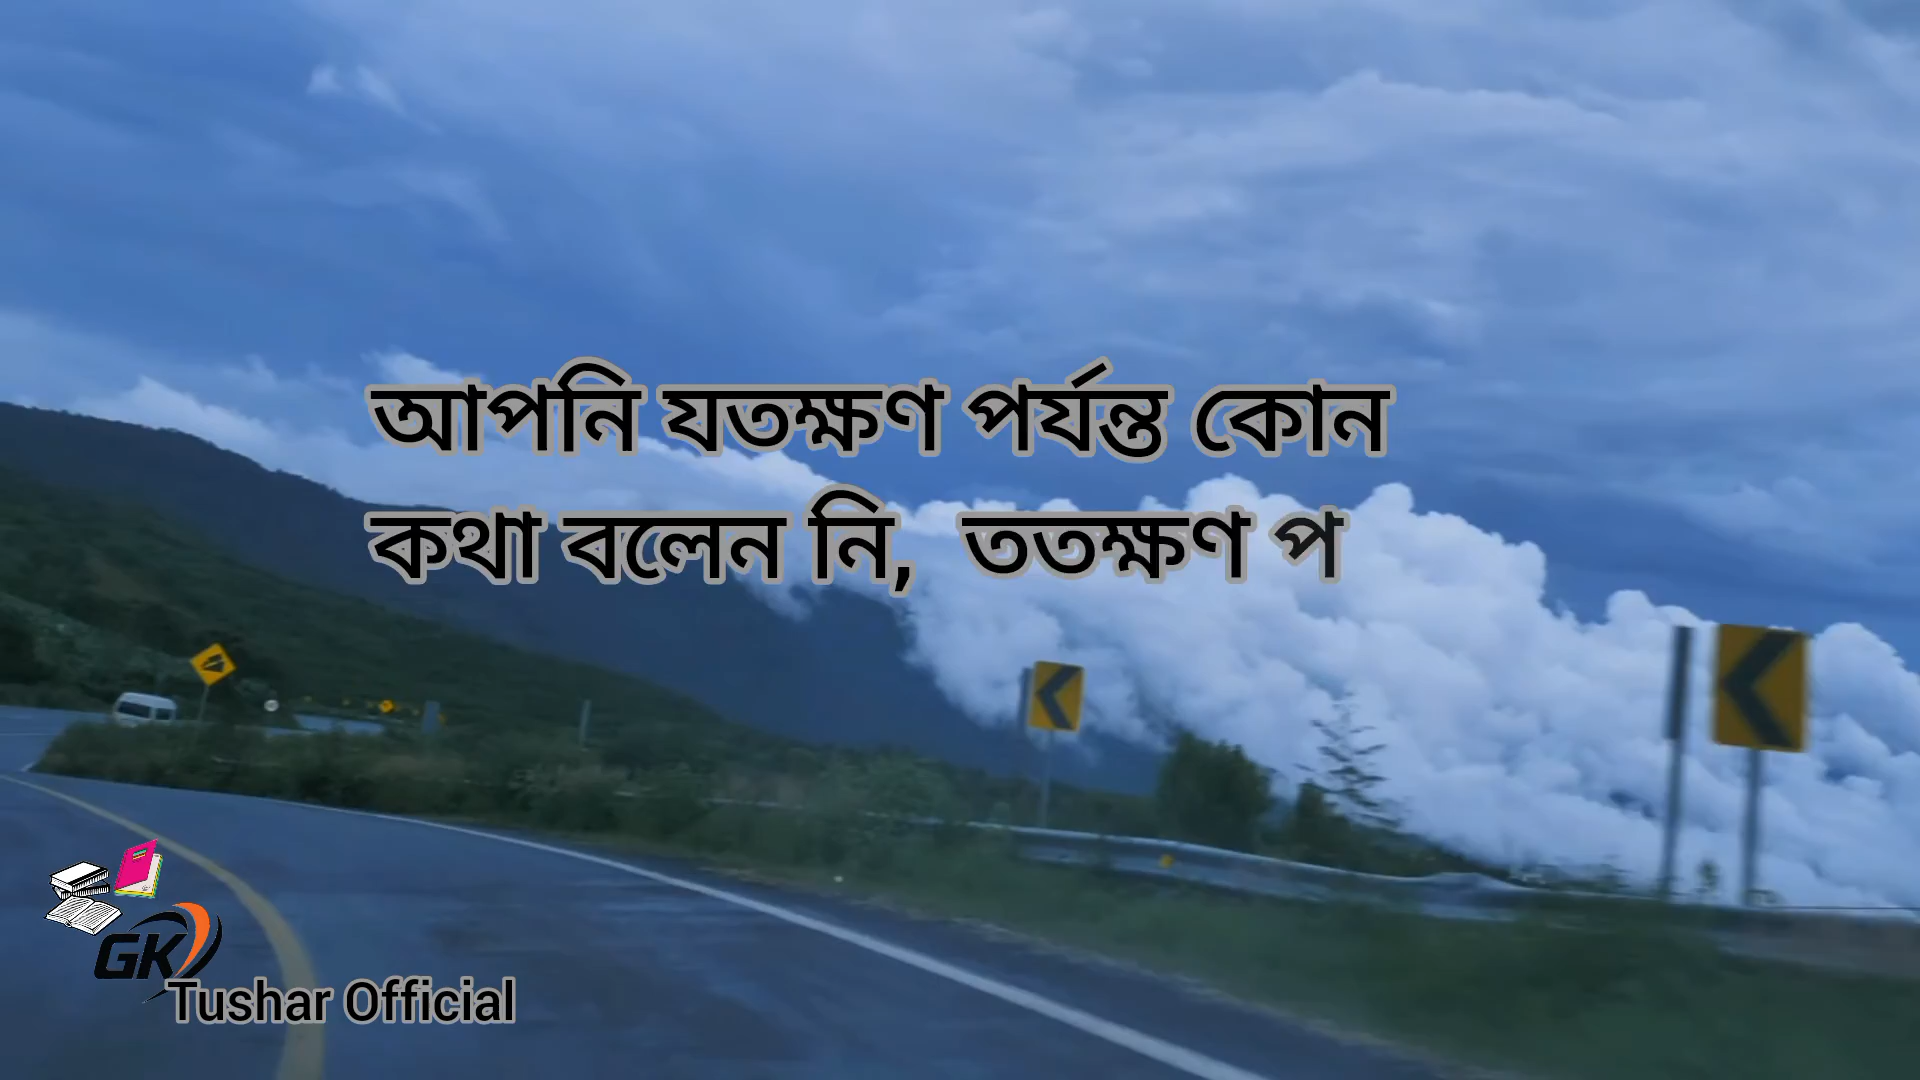 আপনি যতক্ষণ পর্যন্ত কোন
কথা বলেন নি, ততক্ষণ প
GK
Tushar Official